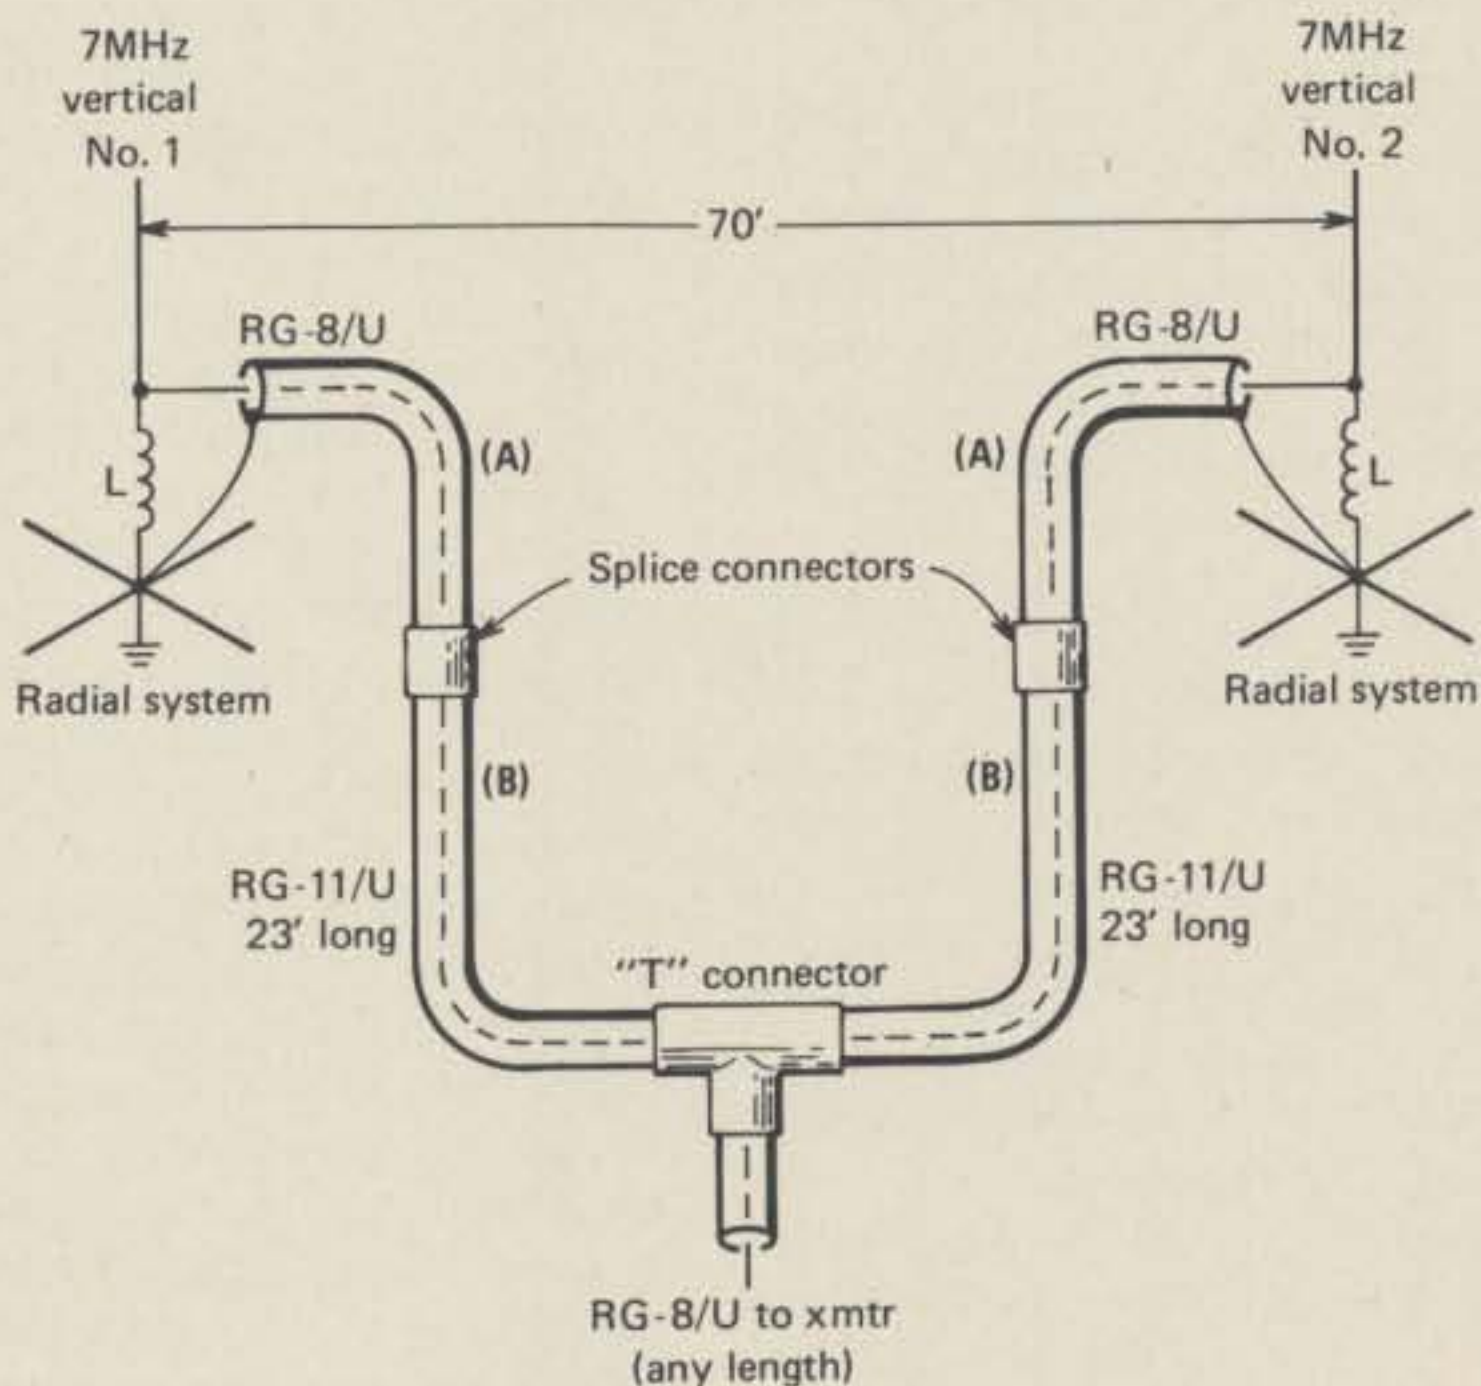 7MHz
vertical
No. 1
7MHz
vertical
No. 2
70'
RG-8/U
RG-8/U
(A)
(A)
L
L
Splice connectors
Radial system
Radial system
(B)
(B)
RG-11/U
23' long
RG-11/U
23' long
"T" connector
RG-8/U to xmtr
(any length)